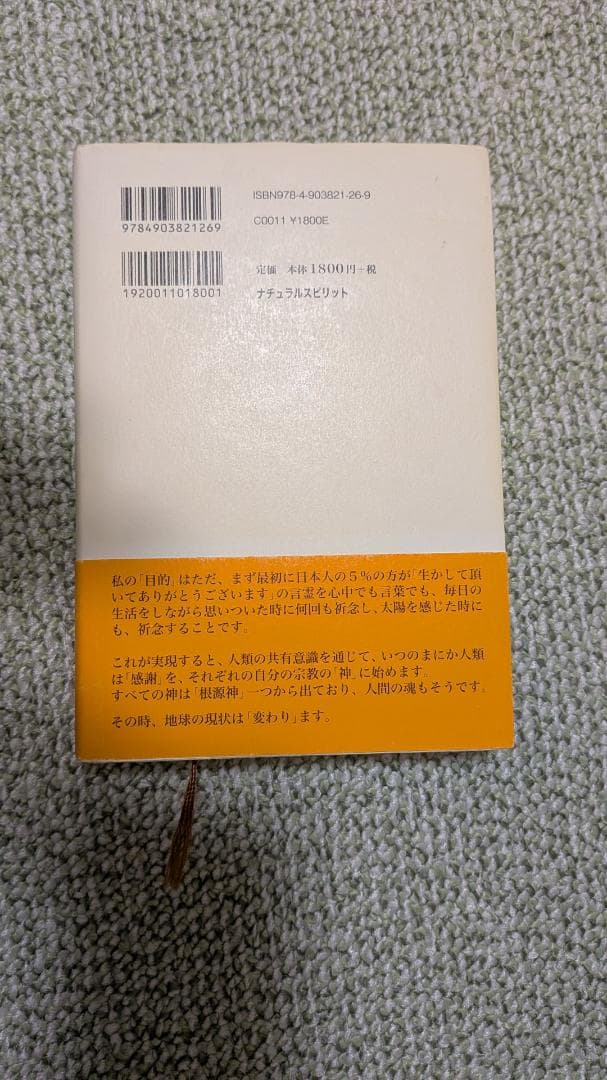 ISBN978-4-903821-26-9
9784903821269
C0011 ¥1800E
1920011018001
定価 本体1800円+税
ナチュラルスピリット
私の「目的」はただ、まず最初に日本人の5%の方が「生かして頂
いてありがとうございます」の言霊を心中でも言葉でも、毎日の
生活をしながら思いついた時に何回も祈念し、太陽を感じた時に
も、祈念することです。
これが実現すると、人類の共有意識を通じて、いつのまにか人類
は「感謝」を、それぞれの自分の宗教の「神」に始めます。
すべての神は「根源神」一つから出ており、人間の魂もそうです。
その時、地球の現状は「変わり」ます。